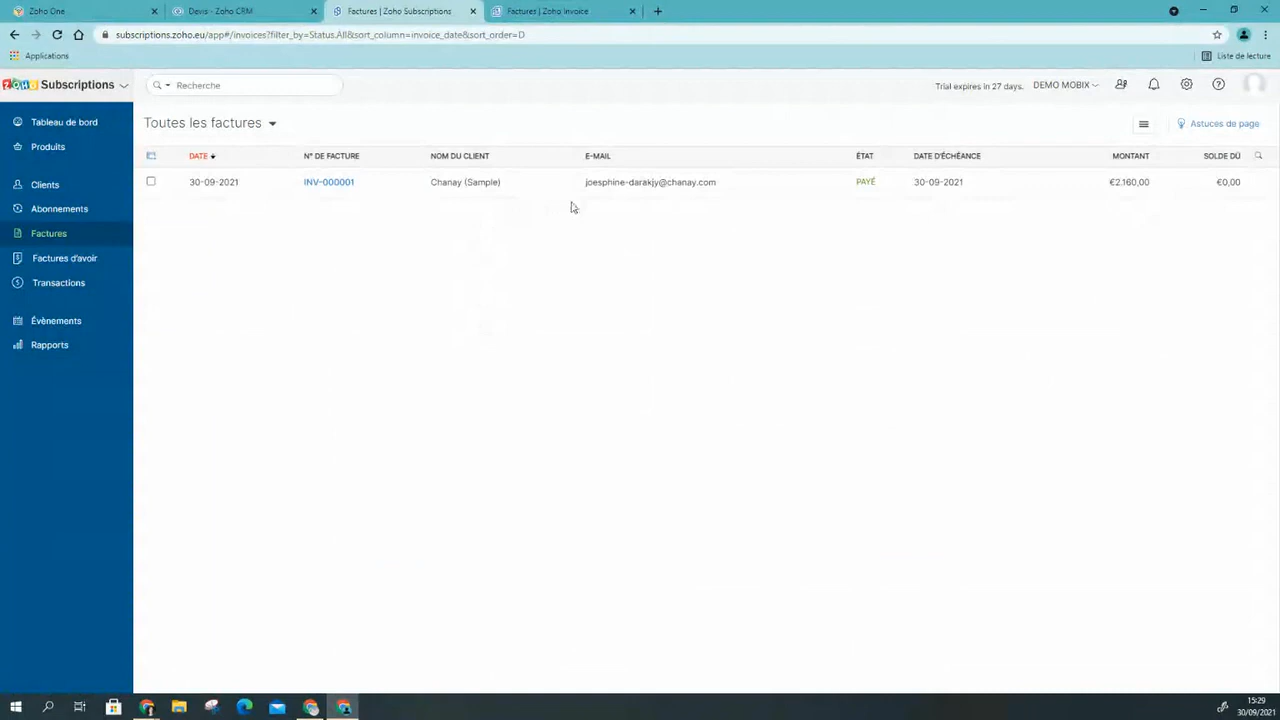 Zoho One
Devis - Zoho CRM
Factures | Zoho Subscriptions
Factures | Zoho Invoice
subscriptions.zoho.eu/app#/invoices?filter_by=Status.All&sort_column=invoice_date&sort_order=D
Applications
Liste de lecture
ZOHO Subscriptions
Recherche
Trial expires in 27 days.
DEMO MOBIX
Tableau de bord
Produits
Clients
Abonnements
Factures
Factures d'avoir
Transactions
Évènements
Rapports
Toutes les factures
Astuces de page
DATE N° DE FACTURE NOM DU CLIENT E-MAIL ÉTAT DATE D'ÉCHÉANCE MONTANT SOLDE DÛ
30-09-2021 INV-000001 Chanay (Sample) joesphine-darakjy@chanay.com PAYÉ 30-09-2021 €2.160,00 €0,00
15:29
30/09/2021